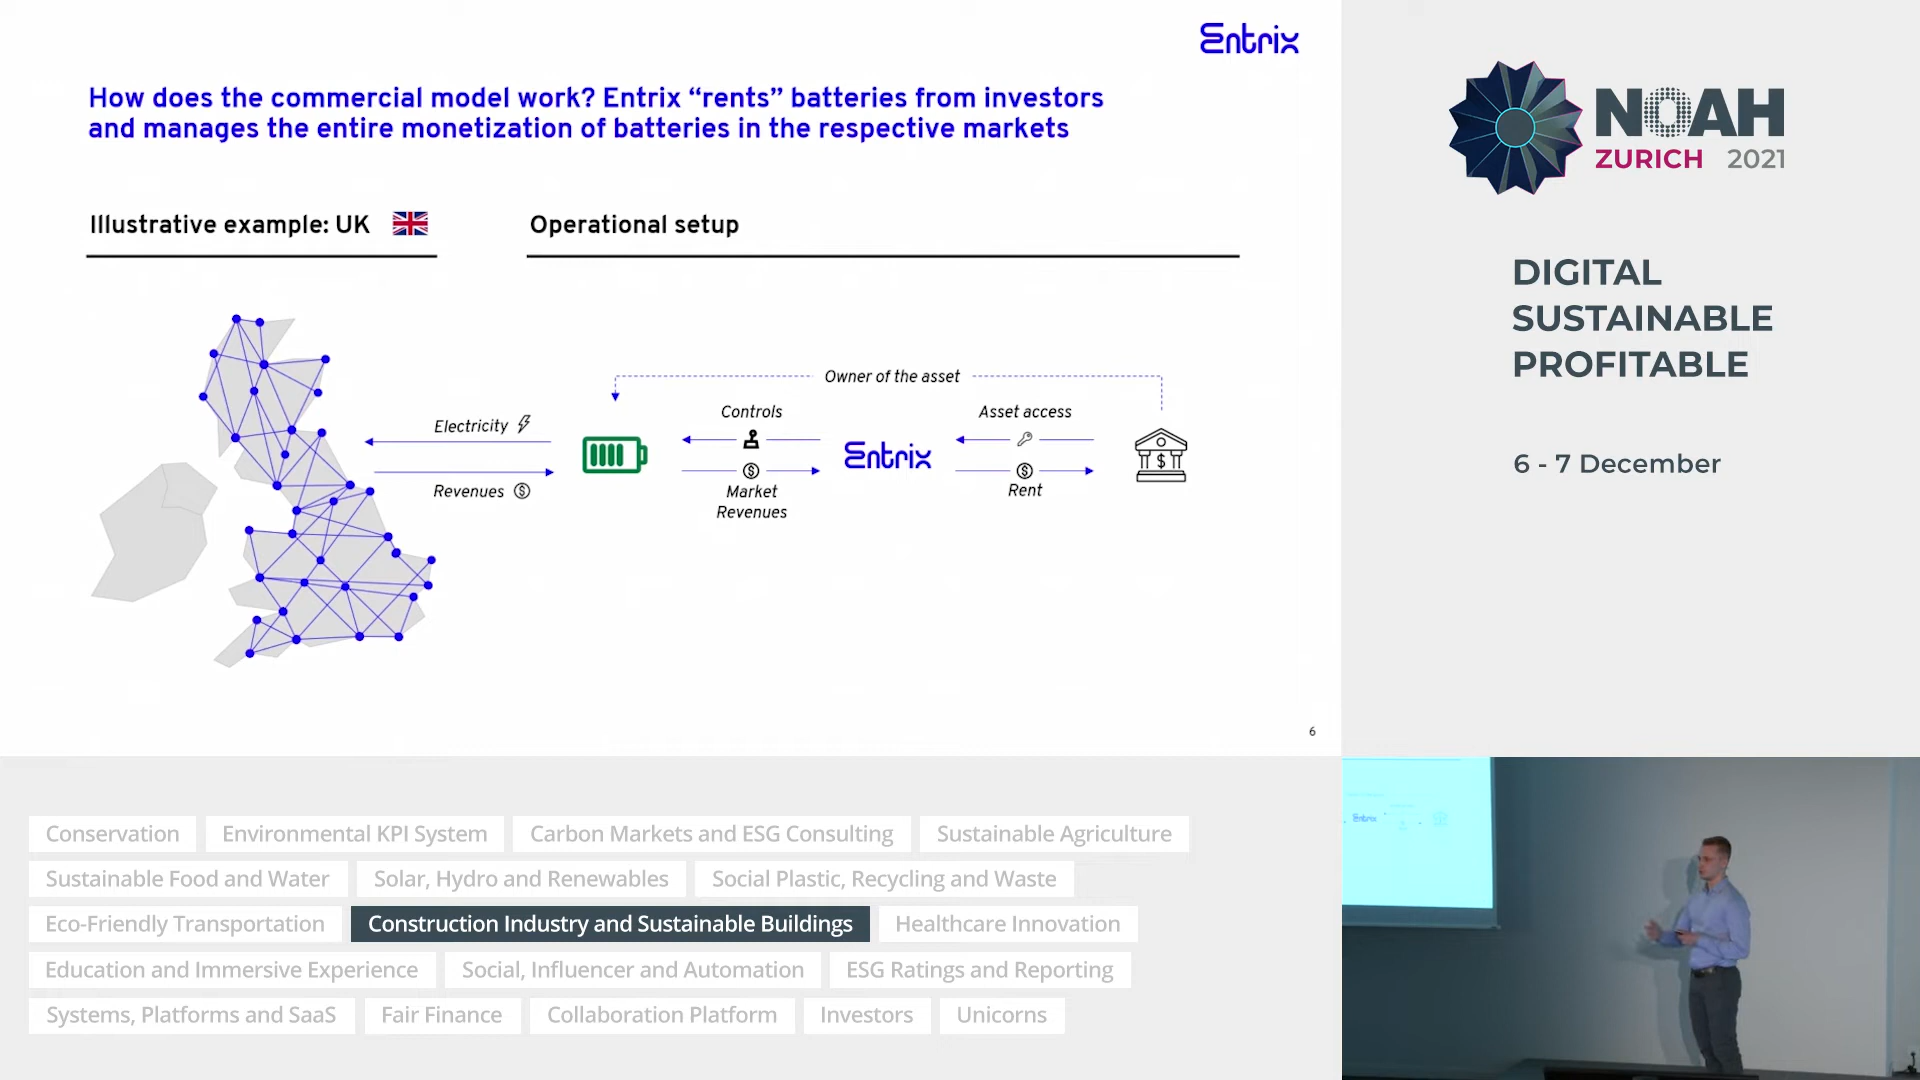 Entrix
How does the commercial model work? Entrix “rents” batteries from investors
and manages the entire monetization of batteries in the respective markets
Illustrative example: UK
Operational setup
Owner of the asset
Electricity
Revenues
Controls
Market
Revenues
Entrix
Asset access
Rent
6
NOAH
ZURICH 2021
DIGITAL
SUSTAINABLE
PROFITABLE
6 - 7 December
Conservation
Environmental KPI System
Carbon Markets and ESG Consulting
Sustainable Agriculture
Sustainable Food and Water
Solar, Hydro and Renewables
Social Plastic, Recycling and Waste
Eco-Friendly Transportation
Construction Industry and Sustainable Buildings
Healthcare Innovation
Education and Immersive Experience
Social, Influencer and Automation
ESG Ratings and Reporting
Systems, Platforms and SaaS
Fair Finance
Collaboration Platform
Investors
Unicorns
Entrix